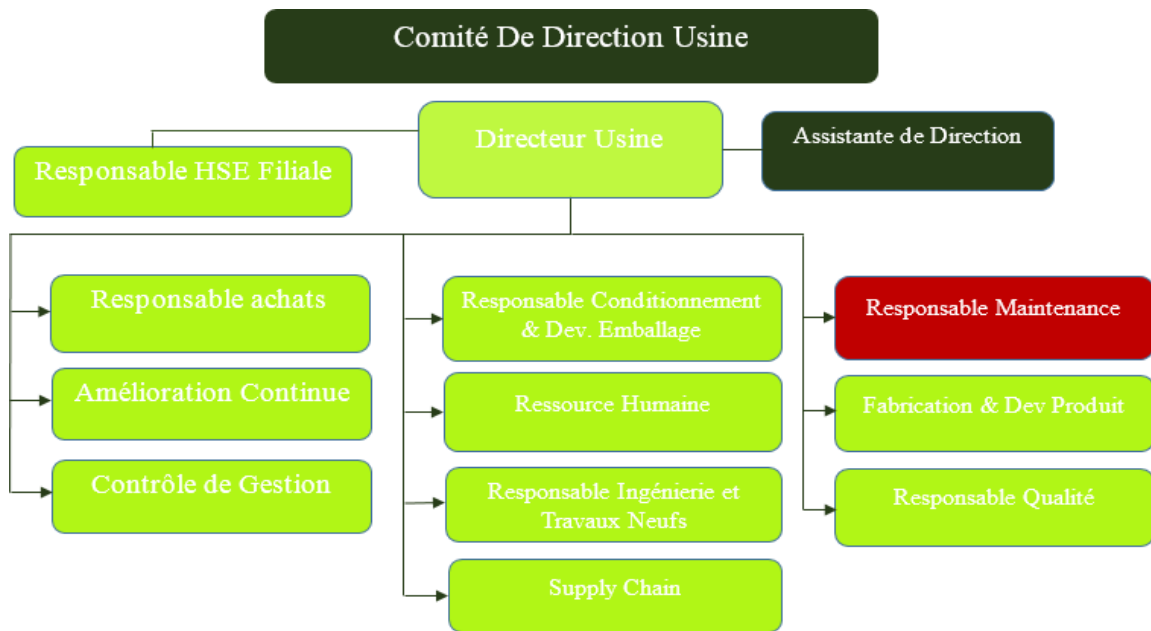 Comité De Direction Usine
Directeur Usine
Assistante de Direction
Responsable HSE Filiale
Responsable achats
Amélioration Continue
Contrôle de Gestion
Responsable Conditionnement
& Dev. Emballage
Ressource Humaine
Responsable Ingénierie et
Travaux Neufs
Supply Chain
Responsable Maintenance
Fabrication & Dev Produit
Responsable Qualité